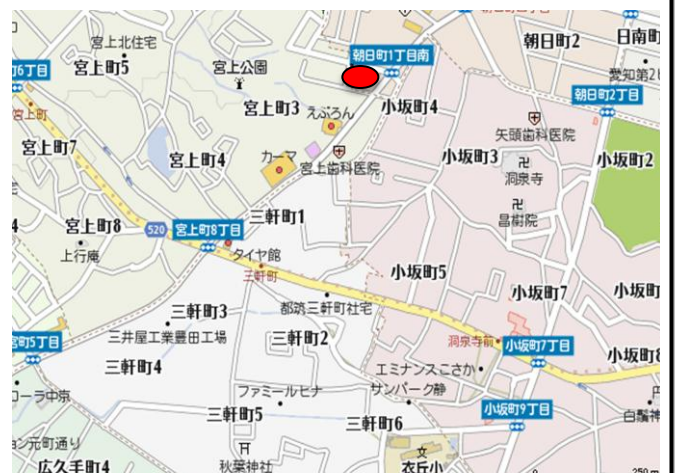 朝日町1丁目南
朝日町2
日南町
宮上北住宅
宮上町5
宮上公園
愛知第2
町6丁目
朝日町2丁目
宮上町3
えぷろん
小坂町4
宮上町
矢頭歯科医院
宮上町7
宮上町4
カーマ
宮上歯科医院
小坂町3
洞泉寺
小坂町2
昌樹院
宮上町8
520
宮上町8丁目
三軒町1
上行庵
タイヤ館
三軒町
小坂町5
小坂町7
小坂町
三軒町3
都筑三軒町社宅
三井屋工業豊田工場
三軒町2
宮町5丁目
洞泉寺前
小坂町7丁目
三軒町4
エミナンスこさか
小坂町8
ローラ中京
ファミールヒナ
サンパーク静
三軒町5
小坂町9丁目
三軒町6
白鬚神
ョン元町通り
広久手町4
秋葉神社
文
衣丘小
250m